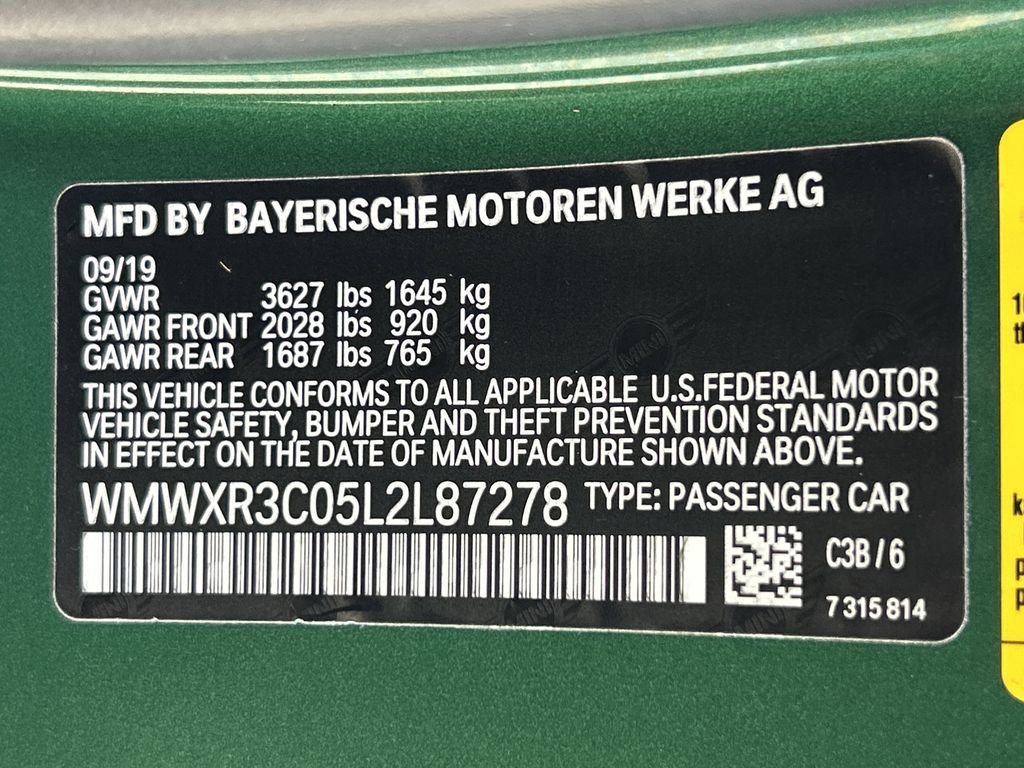 MFD BY BAYERISCHE MOTOREN WERKE AG
09/19
GVWR 3627 lbs 1645 kg
GAWR FRONT 2028 lbs 920 kg
GAWR REAR 1687 lbs 765 kg
THIS VEHICLE CONFORMS TO ALL APPLICABLE U.S.FEDERAL MOTOR
VEHICLE SAFETY, BUMPER AND THEFT PREVENTION STANDARDS
IN EFFECT ON THE DATE OF MANUFACTURE SHOWN ABOVE.
WMWXR3C05L2L87278 TYPE: PASSENGER CAR
C3B / 6
7 315 814
MINI